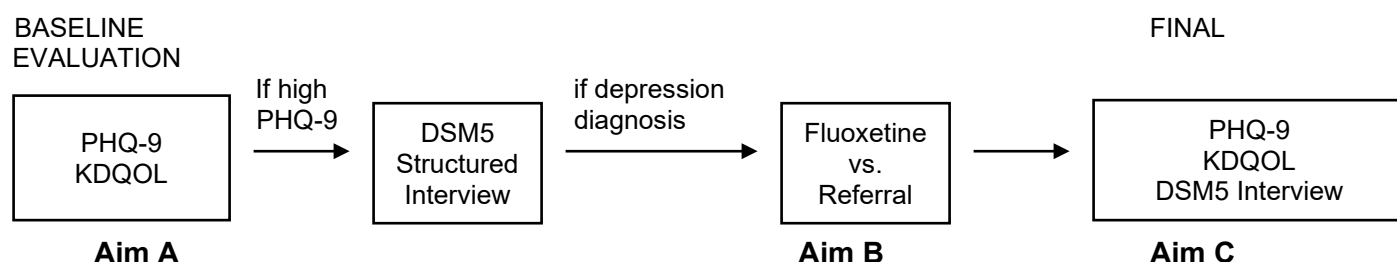 BASELINE
EVALUATION
FINAL
If high
PHQ-9
if depression
diagnosis
PHQ-9
KDQOL
DSM5
Structured
Interview
Fluoxetine
vs.
Referral
PHQ-9
KDQOL
DSM5 Interview
Aim A
Aim B
Aim C